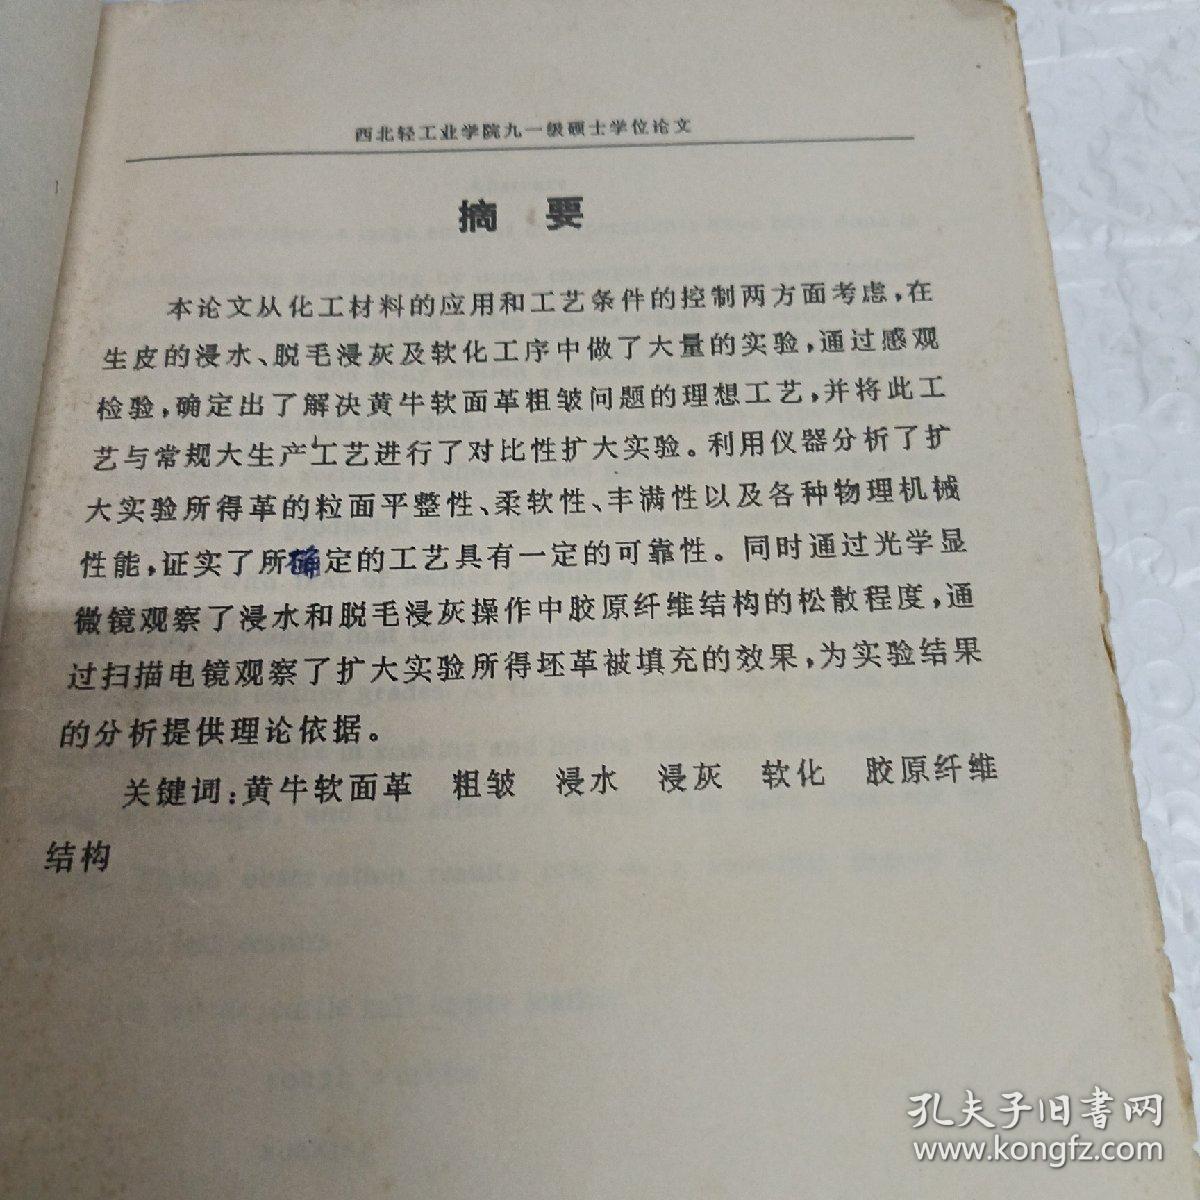 西北轻工业学院九一级硕士学位论文
摘 要
本论文从化工材料的应用和工艺条件的控制两方面考虑,在
生皮的浸水、脱毛浸灰及软化工序中做了大量的实验,通过感观
检验,确定出了解决黄牛软面革粗皱问题的理想工艺,并将此工
艺与常规大生产工艺进行了对比性扩大实验。利用仪器分析了扩
大实验所得革的粒面平整性、柔软性、丰满性以及各种物理机械
性能,证实了所确定的工艺具有一定的可靠性。同时通过光学显
微镜观察了浸水和脱毛浸灰操作中胶原纤维结构的松散程度,通
过扫描电镜观察了扩大实验所得坯革被填充的效果,为实验结果
的分析提供理论依据。
关键词:黄牛软面革 粗皱 浸水 浸灰 软化 胶原纤维
结构
孔夫子旧书网
www.kongfz.com